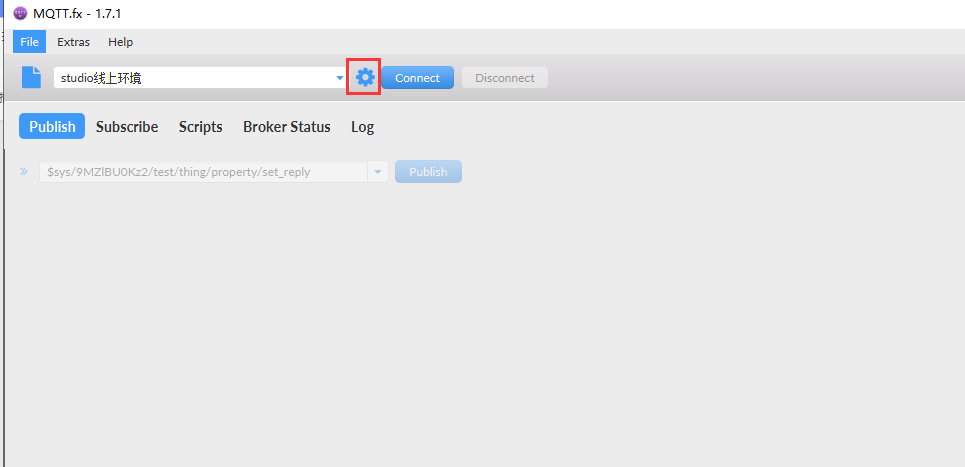 MQTT.fx - 1.7.1
File Extras Help
studio线上环境 Connect Disconnect
Publish Subscribe Scripts Broker Status Log
$sys/9MZlBU0Kz2/test/thing/property/set_reply Publish